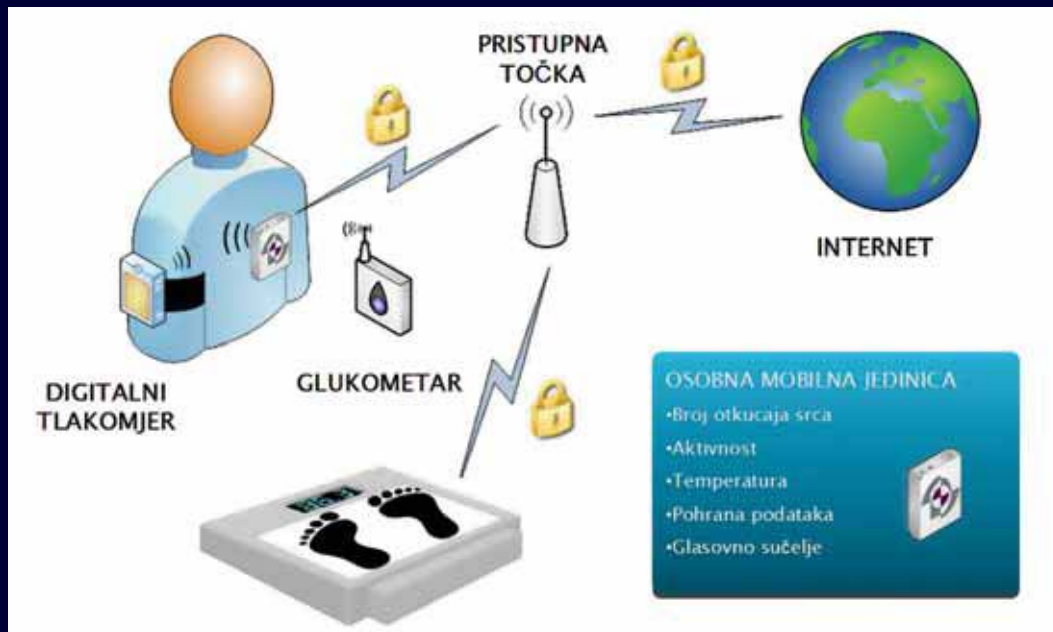 PRISTUPNA
TOČKA
INTERNET
DIGITALNI
TLAKOMJER
GLUKOMETAR
OSOBNA MOBILNA JEDINICA
•Broj otkucaja srca
•Aktivnost
•Temperatura
•Pohrana podataka
•Glasovno sučelje